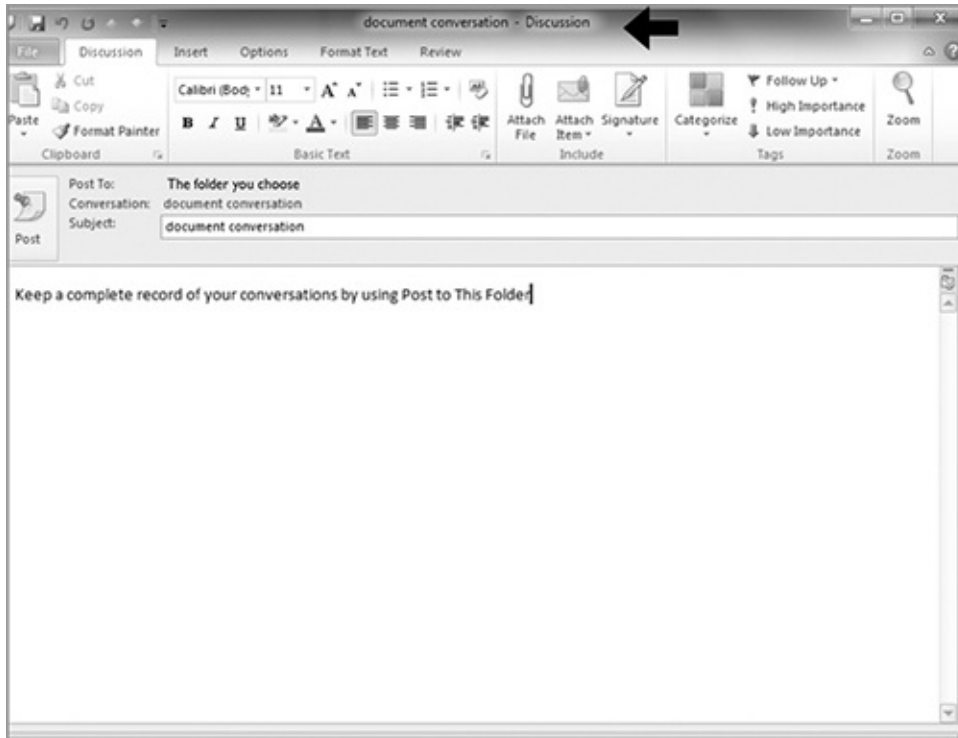 document conversation - Discussion
File Discussion Insert Options Format Text Review
Cut
Copy
Format Painter
Paste
Clipboard
Calibri (Body 11
B I U
Basic Text
Attach File
Attach Item
Signature
Include
Categorize
Follow Up
High Importance
Low Importance
Tags
Zoom
Zoom
Post
Post To: The folder you choose
Conversation: document conversation
Subject: document conversation
Keep a complete record of your conversations by using Post to This Folder